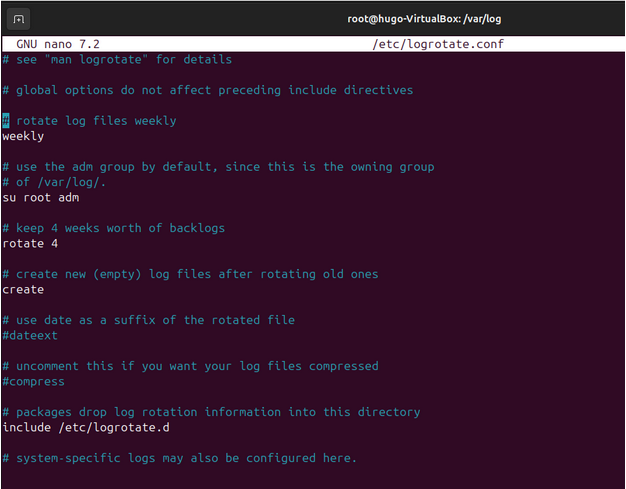 root@hugo-VirtualBox: /var/log
GNU nano 7.2 /etc/logrotate.conf
# see "man logrotate" for details
# global options do not affect preceding include directives
# rotate log files weekly
weekly
# use the adm group by default, since this is the owning group
# of /var/log/.
su root adm
# keep 4 weeks worth of backlogs
rotate 4
# create new (empty) log files after rotating old ones
create
# use date as a suffix of the rotated file
#dateext
# uncomment this if you want your log files compressed
#compress
# packages drop log rotation information into this directory
include /etc/logrotate.d
# system-specific logs may also be configured here.